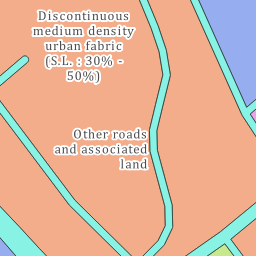 Discontinuous
medium density
urban fabric
(S.L. : 30% -
50%)
Other roads
and associated
land